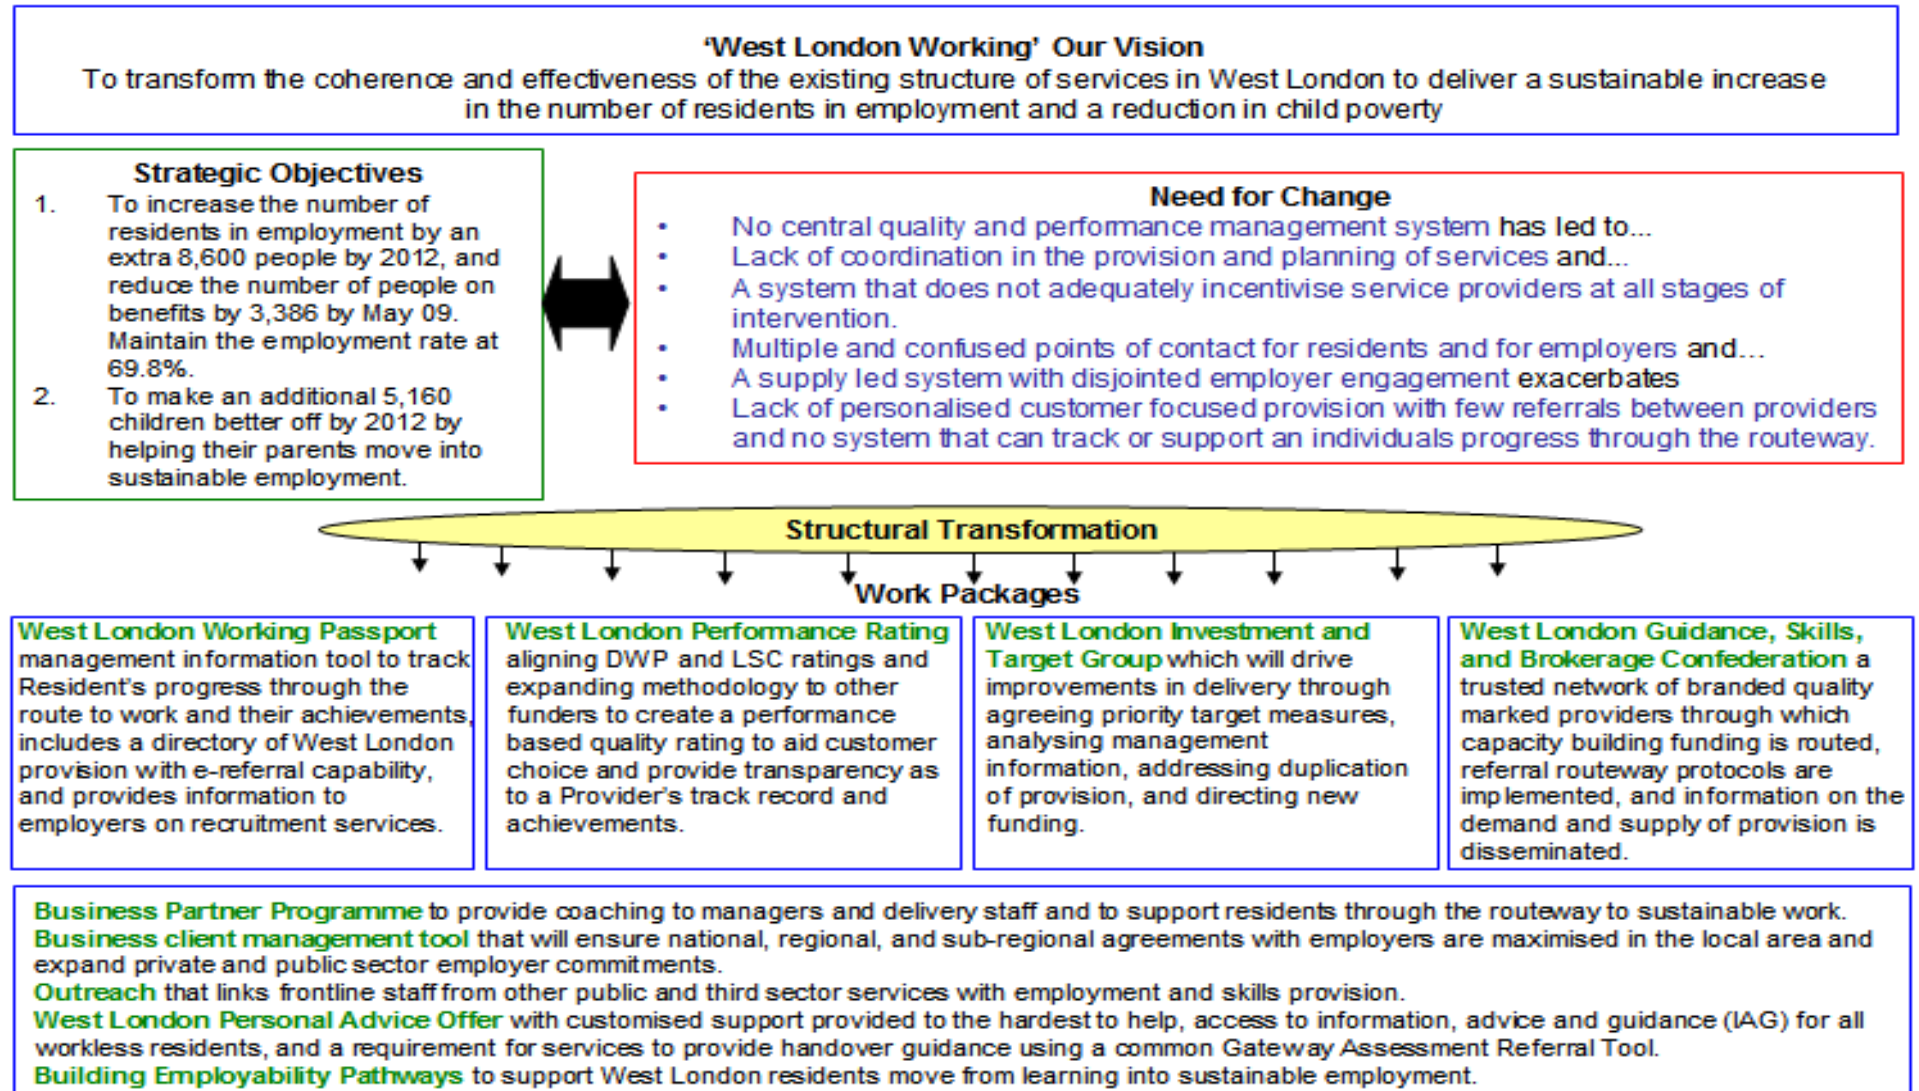 ‘West London Working’ Our Vision
To transform the coherence and effectiveness of the existing structure of services in West London to deliver a sustainable increase
in the number of residents in employment and a reduction in child poverty
Strategic Objectives
1. To increase the number of
residents in employment by an
extra 8,600 people by 2012, and
reduce the number of people on
benefits by 3,386 by May 09.
Maintain the employment rate at
69.8%.
2. To make an additional 5,160
children better off by 2012 by
helping their parents move into
sustainable employment.
Need for Change
• No central quality and performance management system has led to...
• Lack of coordination in the provision and planning of services and...
• A system that does not adequately incentivise service providers at all stages of
intervention.
• Multiple and confused points of contact for residents and for employers and...
• A supply led system with disjointed employer engagement exacerbates
• Lack of personalised customer focused provision with few referrals between providers
and no system that can track or support an individuals progress through the routeway.
Structural Transformation
Work Packages
West London Working Passport
management information tool to track
Resident's progress through the
route to work and their achievements,
includes a directory of West London
provision with e-referral capability,
and provides information to
employers on recruitment services.
West London Performance Rating
aligning DWP and LSC ratings and
expanding methodology to other
funders to create a performance
based quality rating to aid customer
choice and provide transparency as
to a Provider's track record and
achievements.
West London Investment and
Target Group which will drive
improvements in delivery through
agreeing priority target measures,
analysing management
information, addressing duplication
of provision, and directing new
funding.
West London Guidance, Skills,
and Brokerage Confederation a
trusted network of branded quality
marked providers through which
capacity building funding is routed,
referral routeway protocols are
implemented, and information on the
demand and supply of provision is
disseminated.
Business Partner Programme to provide coaching to managers and delivery staff and to support residents through the routeway to sustainable work.
Business client management tool that will ensure national, regional, and sub-regional agreements with employers are maximised in the local area and
expand private and public sector employer commitments.
Outreach that links frontline staff from other public and third sector services with employment and skills provision.
West London Personal Advice Offer with customised support provided to the hardest to help, access to information, advice and guidance (IAG) for all
workless residents, and a requirement for services to provide handover guidance using a common Gateway Assessment Referral Tool.
Building Employability Pathways to support West London residents move from learning into sustainable employment.